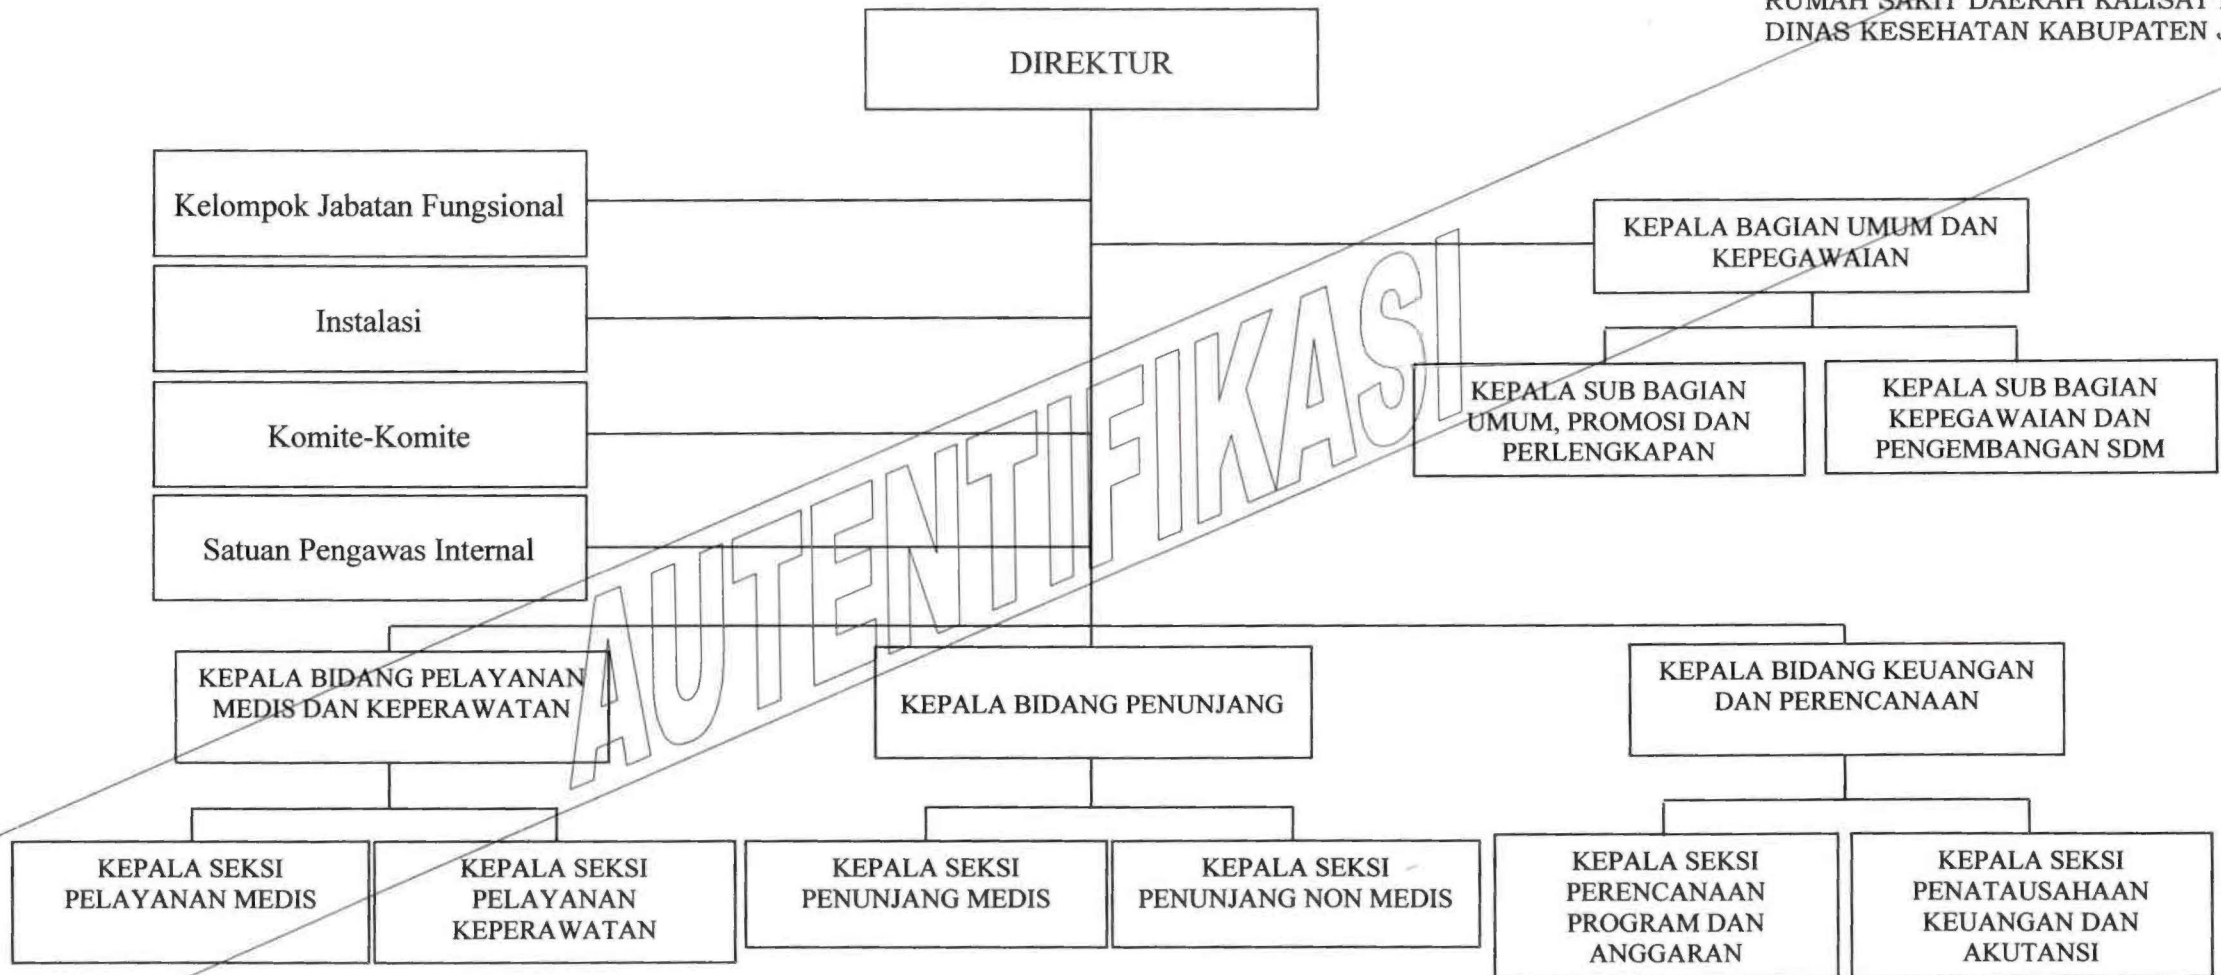 RUMAH SAKIT DAERAH KALISAT
DINAS KESEHATAN KABUPATEN
DIREKTUR
Kelompok Jabatan Fungsional
Instalasi
Komite-Komite
Satuan Pengawas Internal
KEPALA BAGIAN UMUM DAN
KEPEGAWAIAN
KEPALA SUB BAGIAN
UMUM, PROMOSI DAN
PERLENGKAPAN
KEPALA SUB BAGIAN
KEPEGAWAIAN DAN
PENGEMBANGAN SDM
AUTENTIFIKASI
KEPALA BIDANG PELAYANAN
MEDIS DAN KEPERAWATAN
KEPALA BIDANG PENUNJANG
KEPALA BIDANG KEUANGAN
DAN PERENCANAAN
KEPALA SEKSI
PELAYANAN MEDIS
KEPALA SEKSI
PELAYANAN
KEPERAWATAN
KEPALA SEKSI
PENUNJANG MEDIS
KEPALA SEKSI
PENUNJANG NON MEDIS
KEPALA SEKSI
PERENCANAAN
PROGRAM DAN
ANGGARAN
KEPALA SEKSI
PENATAUSAHAAN
KEUANGAN DAN
AKUTANSI